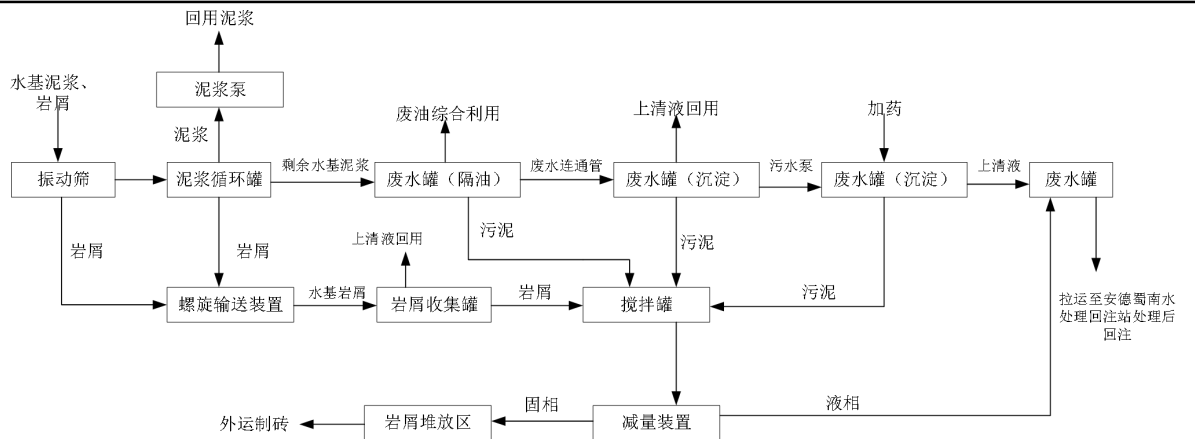 回用泥浆
水基泥浆、
岩屑
泥浆泵
泥浆
废油综合利用
上清液回用
加药
振动筛
泥浆循环罐
剩余水基泥浆
废水罐（隔油）
废水连通管
废水罐（沉淀）
污水泵
废水罐（沉淀）
上清液
废水罐
岩屑
岩屑
上清液回用
污泥
污泥
螺旋输送装置
水基岩屑
岩屑收集罐
岩屑
搅拌罐
污泥
拉运至安德蜀南水
处理回注站处理后
回注
外运制砖
岩屑堆放区
固相
减量装置
液相